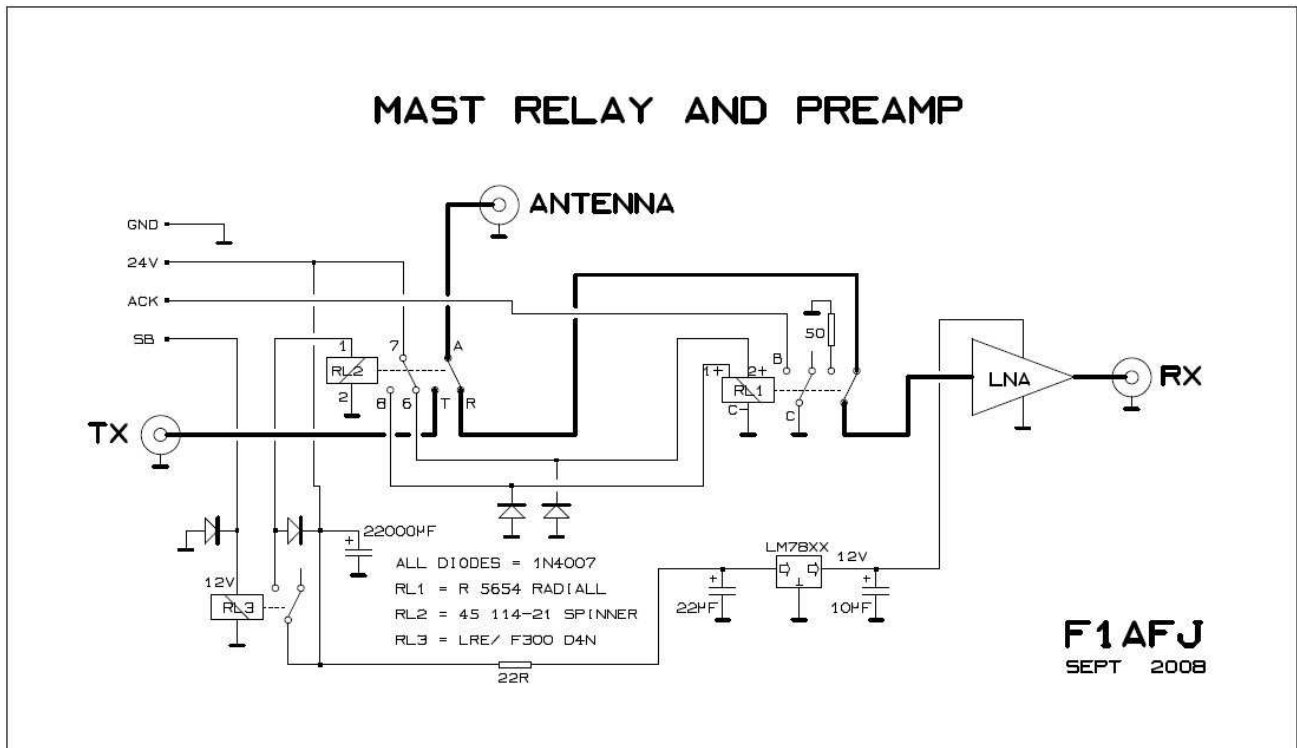 MAST RELAY AND PREAMP
ANTENNA
GND
24V
ACK
SB
1
RL2
2
7
A
8
6
T
R
TX
50
B
1+
2+
RL1
C-
C
LNA
RX
22000µF
+
12V
RL3
ALL DIODES = 1N4007
RL1 = R 5654 RADIALL
RL2 = 45 114-21 SPINNER
RL3 = LRE/ F300 D4N
22R
+
22µF
LM78XX
12V
+
10µF
F1AFJ
SEPT 2008